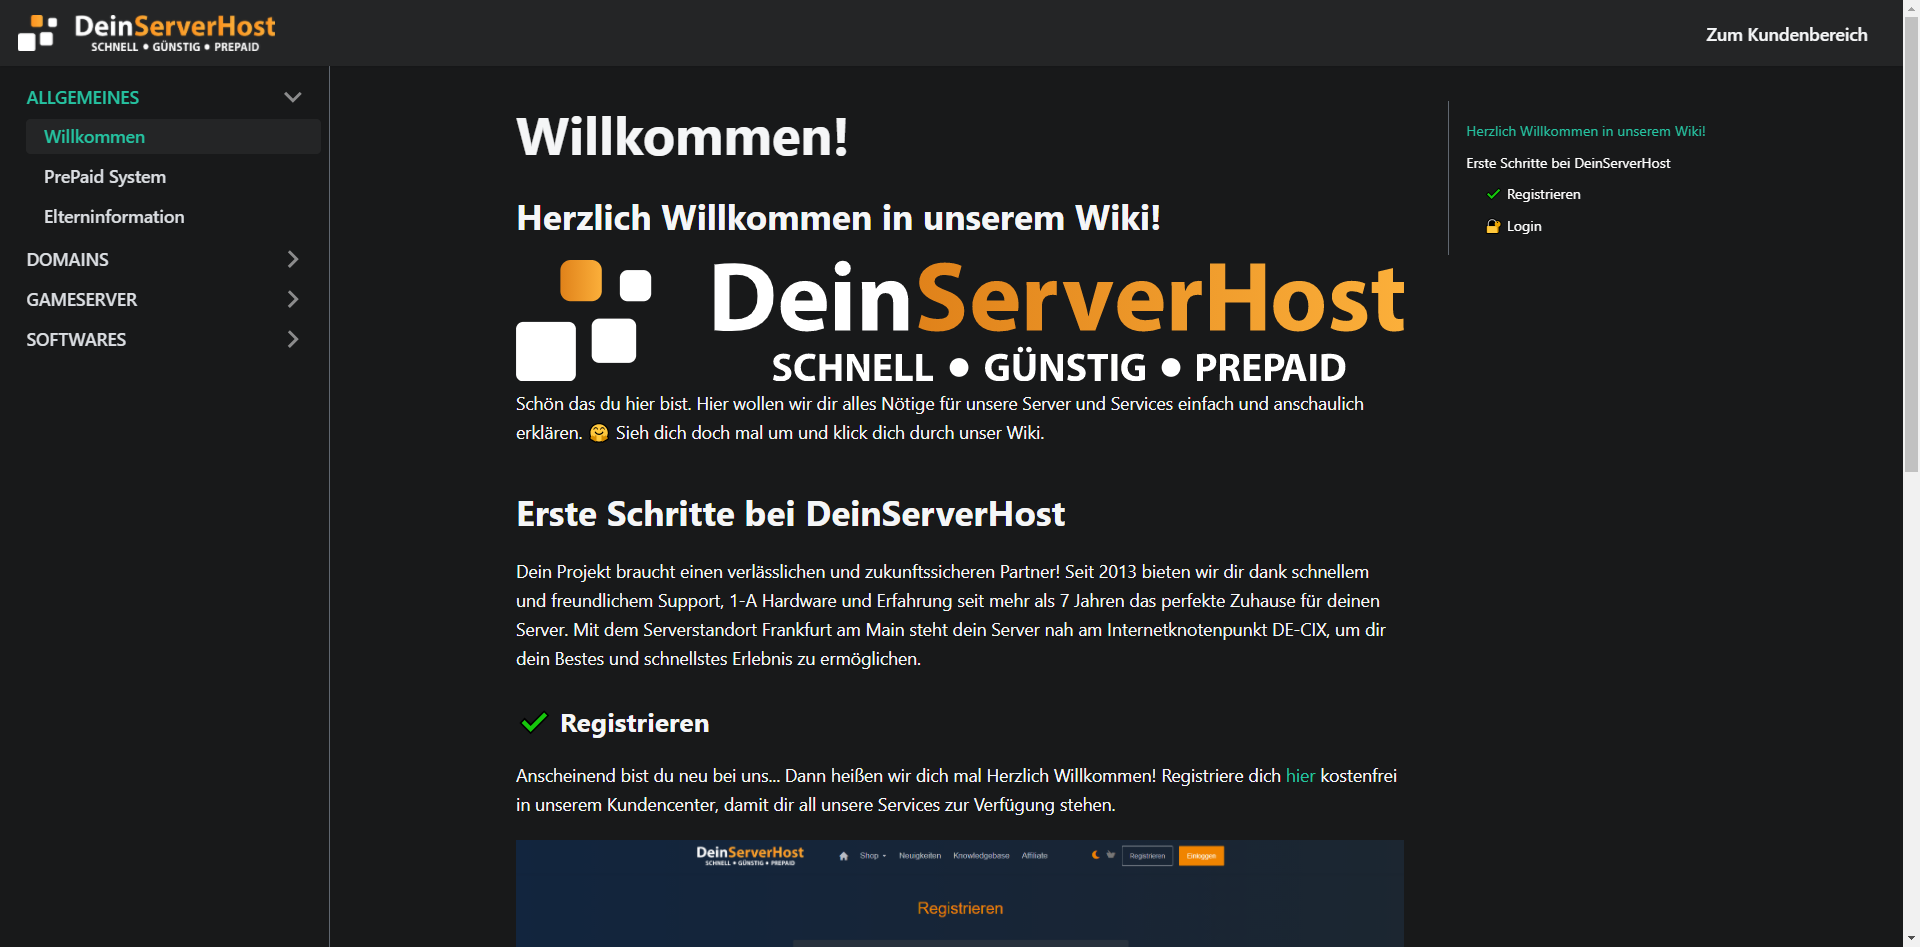 DeinServerHost
SCHNELL • GÜNSTIG • PREPAID
Zum Kundenbereich
ALLGEMEINES
Willkommen
PrePaid System
Elterninformation
DOMAINS
GAMESERVER
SOFTWARES
Willkommen!
Herzlich Willkommen in unserem Wiki!
DeinServerHost
SCHNELL • GÜNSTIG • PREPAID
Schön das du hier bist. Hier wollen wir dir alles Nötige für unsere Server und Services einfach und anschaulich
erklären. 🤗 Sieh dich doch mal um und klick dich durch unser Wiki.
Erste Schritte bei DeinServerHost
Dein Projekt braucht einen verlässlichen und zukunftssicheren Partner! Seit 2013 bieten wir dir dank schnellem
und freundlichem Support, 1-A Hardware und Erfahrung seit mehr als 7 Jahren das perfekte Zuhause für deinen
Server. Mit dem Serverstandort Frankfurt am Main steht dein Server nah am Internetknotenpunkt DE-CIX, um dir
dein Bestes und schnellstes Erlebnis zu ermöglichen.
Registrieren
Anscheinend bist du neu bei uns... Dann heißen wir dich mal Herzlich Willkommen! Registriere dich hier kostenfrei
in unserem Kundencenter, damit dir all unsere Services zur Verfügung stehen.
DeinServerHost
SCHNELL • GÜNSTIG • PREPAID
Shop Neuigkeiten Knowledgebase Affiliate Registrieren Einloggen
Registrieren
Herzlich Willkommen in unserem Wiki!
Erste Schritte bei DeinServerHost
Registrieren
Login